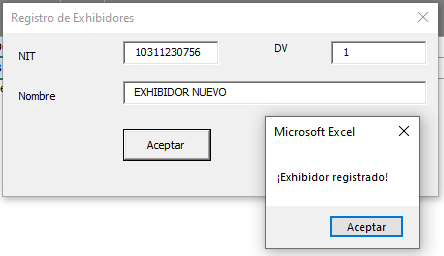 Registro de Exhibidores
NIT 10311230756 DV 1
Nombre EXHIBIDOR NUEVO
Aceptar
Microsoft Excel
¡Exhibidor registrado!
Aceptar